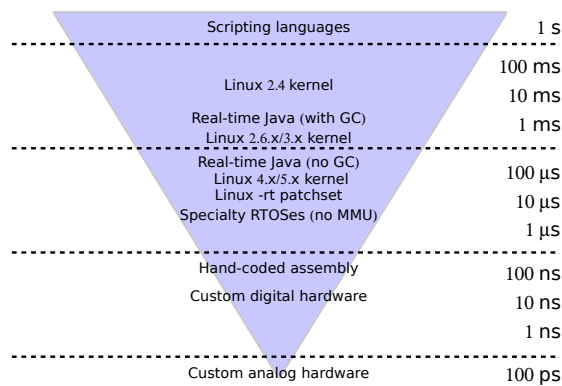 Scripting languages 1 s
100 ms
Linux 2.4 kernel
10 ms
Real-time Java (with GC)
1 ms
Linux 2.6.x/3.x kernel
Real-time Java (no GC)
100 μs
Linux 4.x/5.x kernel
Linux -rt patchset
10 μs
Specialty RTOSes (no MMU)
1 μs
Hand-coded assembly 100 ns
Custom digital hardware 10 ns
1 ns
Custom analog hardware 100 ps